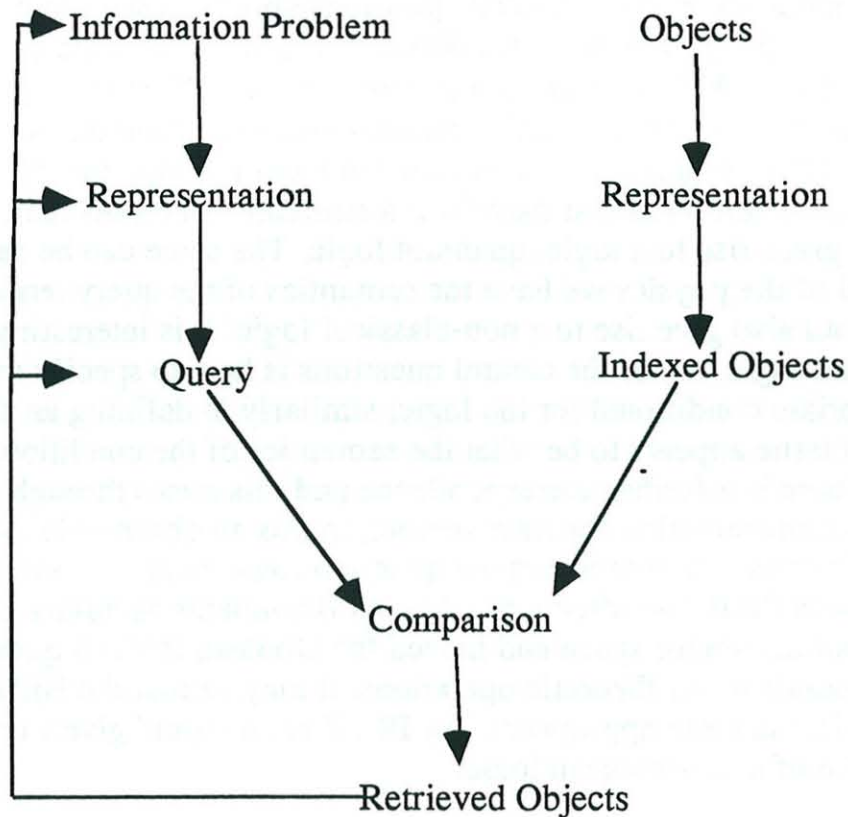 Information Problem
Objects
Representation
Representation
Query
Indexed Objects
Comparison
Retrieved Objects